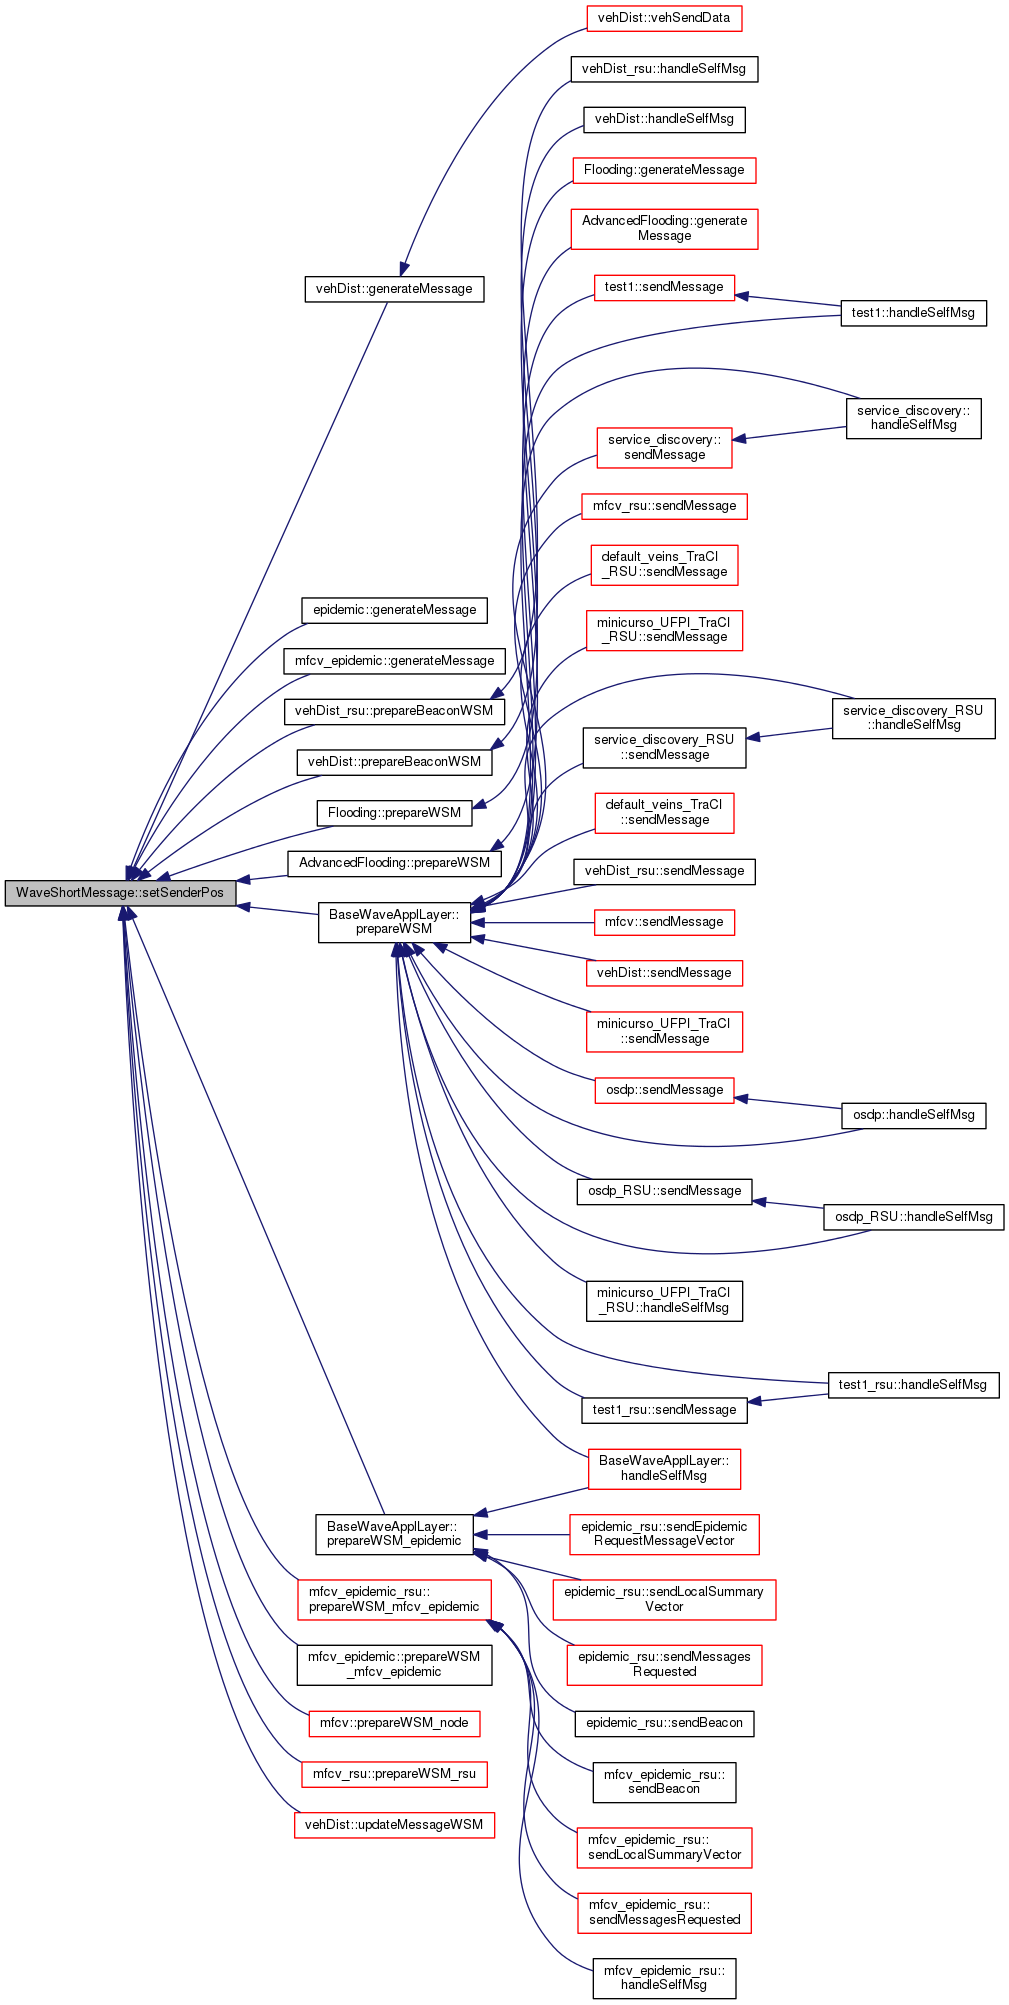 vehDist::vehSendData
vehDist_rsu::handleSelfMsg
vehDist::handleSelfMsg
Flooding::generateMessage
AdvancedFlooding::generate
Message
test1::sendMessage
vehDist::generateMessage
test1::handleSelfMsg
service_discovery::
handleSelfMsg
service_discovery::
sendMessage
mfcv_rsu::sendMessage
default_veins_TraCI
_RSU::sendMessage
epidemic::generateMessage
minicurso_UFPI_TraCI
_RSU::sendMessage
mfcv_epidemic::generateMessage
vehDist_rsu::prepareBeaconWSM
service_discovery_RSU
::handleSelfMsg
service_discovery_RSU
::sendMessage
vehDist::prepareBeaconWSM
Flooding::prepareWSM
default_veins_TraCI
::sendMessage
AdvancedFlooding::prepareWSM
vehDist_rsu::sendMessage
WaveShortMessage::setSenderPos
BaseWaveApplLayer::
prepareWSM
mfcv::sendMessage
vehDist::sendMessage
minicurso_UFPI_TraCI
::sendMessage
osdp::sendMessage
osdp::handleSelfMsg
osdp_RSU::sendMessage
osdp_RSU::handleSelfMsg
minicurso_UFPI_TraCI
_RSU::handleSelfMsg
test1_rsu::handleSelfMsg
test1_rsu::sendMessage
BaseWaveApplLayer::
handleSelfMsg
BaseWaveApplLayer::
prepareWSM_epidemic
epidemic_rsu::sendEpidemic
RequestMessageVector
epidemic_rsu::sendLocalSummary
Vector
mfcv_epidemic_rsu::
prepareWSM_mfcv_epidemic
mfcv_epidemic::prepareWSM
_mfcv_epidemic
epidemic_rsu::sendMessages
Requested
mfcv::prepareWSM_node
epidemic_rsu::sendBeacon
mfcv_rsu::prepareWSM_rsu
mfcv_epidemic_rsu::
sendBeacon
vehDist::updateMessageWSM
mfcv_epidemic_rsu::
sendLocalSummaryVector
mfcv_epidemic_rsu::
sendMessagesRequested
mfcv_epidemic_rsu::
handleSelfMsg